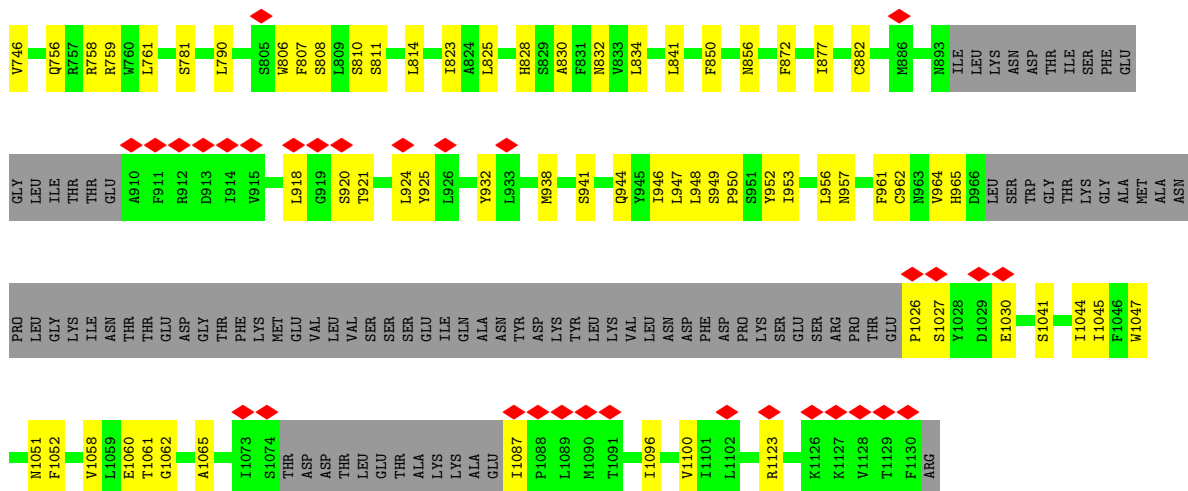 V746 Q756 R757 R758 R759 W760 L761 S781 L790 S805 W806 F807 S808 L809 S810 S811 L814 I823 A824 L825 H828 S829 A830 F831 N832 V833 L834 L841 F850 N856 F872 I877 C882 M886 N893 ILE LEU LYS ASN ASP THR ILE SER PHE GLU
GLY LEU ILE THR THR GLU A910 F911 R912 D913 I914 V915 L918 G919 S920 T921 L924 Y925 L926 Y932 L933 M938 S941 Q944 Y945 I946 L947 L948 S949 P950 S951 Y952 I953 L956 N957 F961 C962 N963 V964 H965 D966 LEU SER TRP GLY THR LYS GLY ALA MET ALA ASN
PRO LEU GLY LYS ILE ASN THR THR GLU ASP GLY THR PHE LYS MET GLU VAL LEU VAL SER SER SER GLU ILE GLN ALA ASN TYR ASP LYS TYR LEU LYS VAL LEU ASN ASP PHE ASP PRO LYS SER GLU SER ARG PRO THR GLU P1026 S1027 Y1028 D1029 E1030 S1041 I1044 I1045 F1046 W1047
N1051 F1052 V1058 L1059 E1060 T1061 G1062 A1065 I1073 S1074 THR ASP ASP THR LEU GLU THR ALA LYS LYS ALA GLU I1087 P1088 L1089 M1090 T1091 I1096 V1100 I1101 L1102 R1123 K1126 K1127 V1128 T1129 F1130 ARG